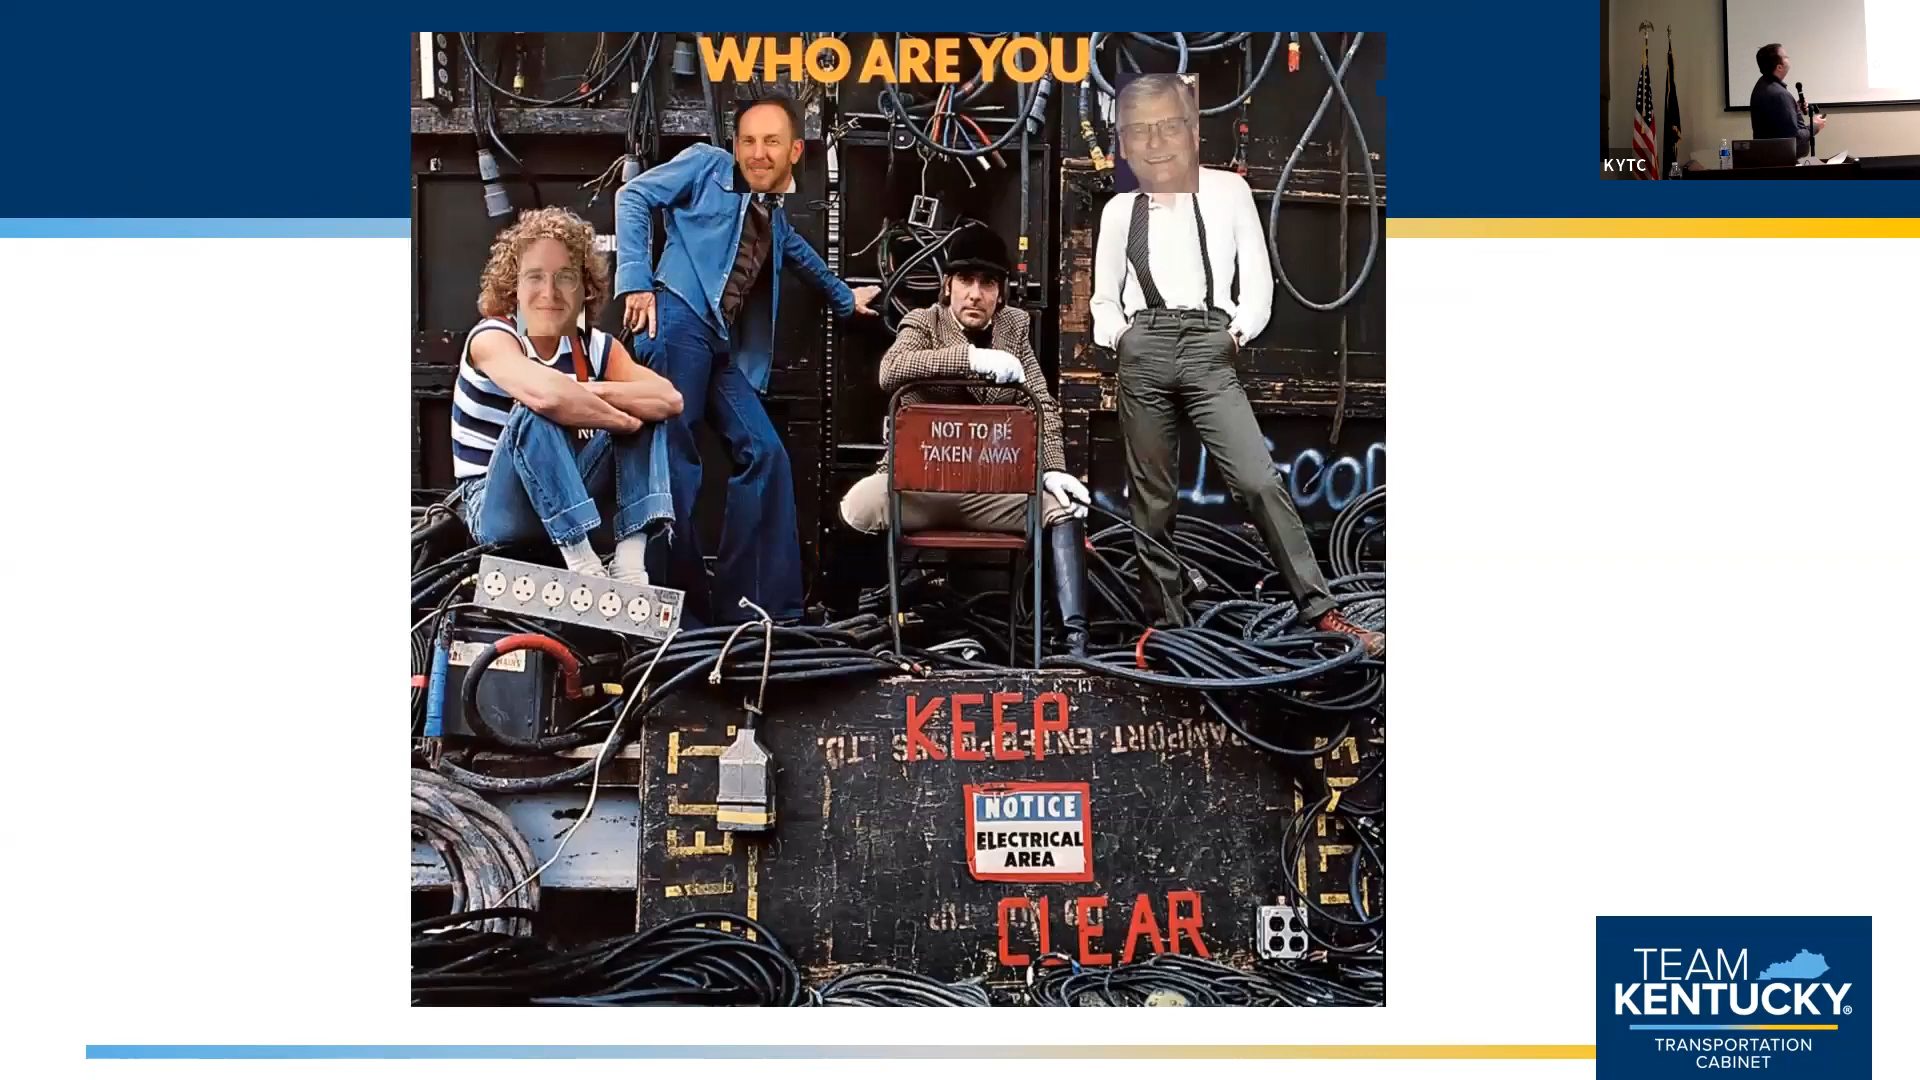 WHO ARE YOU
KYTC
NOT TO BE
TAKEN AWAY
KEEP
NOTICE
ELECTRICAL
AREA
CLEAR
TEAM
KENTUCKY®
TRANSPORTATION
CABINET